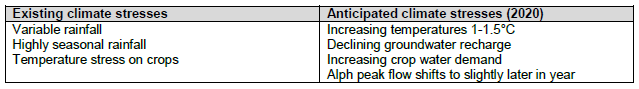 Existing climate stresses
Anticipated climate stresses (2020)
Variable rainfall
Highly seasonal rainfall
Temperature stress on crops
Increasing temperatures 1-1.5°C
Declining groundwater recharge
Increasing crop water demand
Alph peak flow shifts to slightly later in year